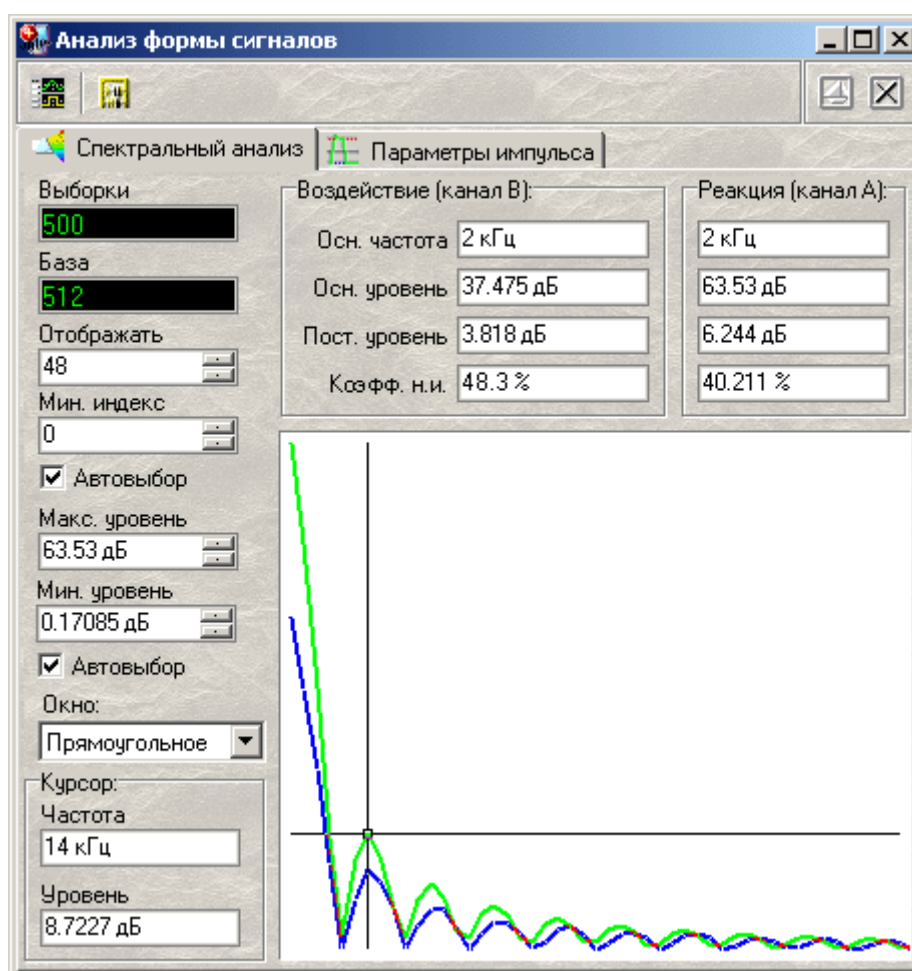 Анализ формы сигналов
Спектральный анализ
Параметры импульса
Выборки
500
База
512
Отображать
48
Мин. индекс
0
Автовыбор
Макс. уровень
63.53 дБ
Мин. уровень
0.17085 дБ
Автовыбор
Окно:
Прямоугольное
Курсор:
Частота
14 кГц
Уровень
8.7227 дБ
Воздействие (канал B):
Осн. частота 2 кГц
Осн. уровень 37.475 дБ
Пост. уровень 3.818 дБ
Коэфф. н.и. 48.3 %
Реакция (канал A):
2 кГц
63.53 дБ
6.244 дБ
40.211 %